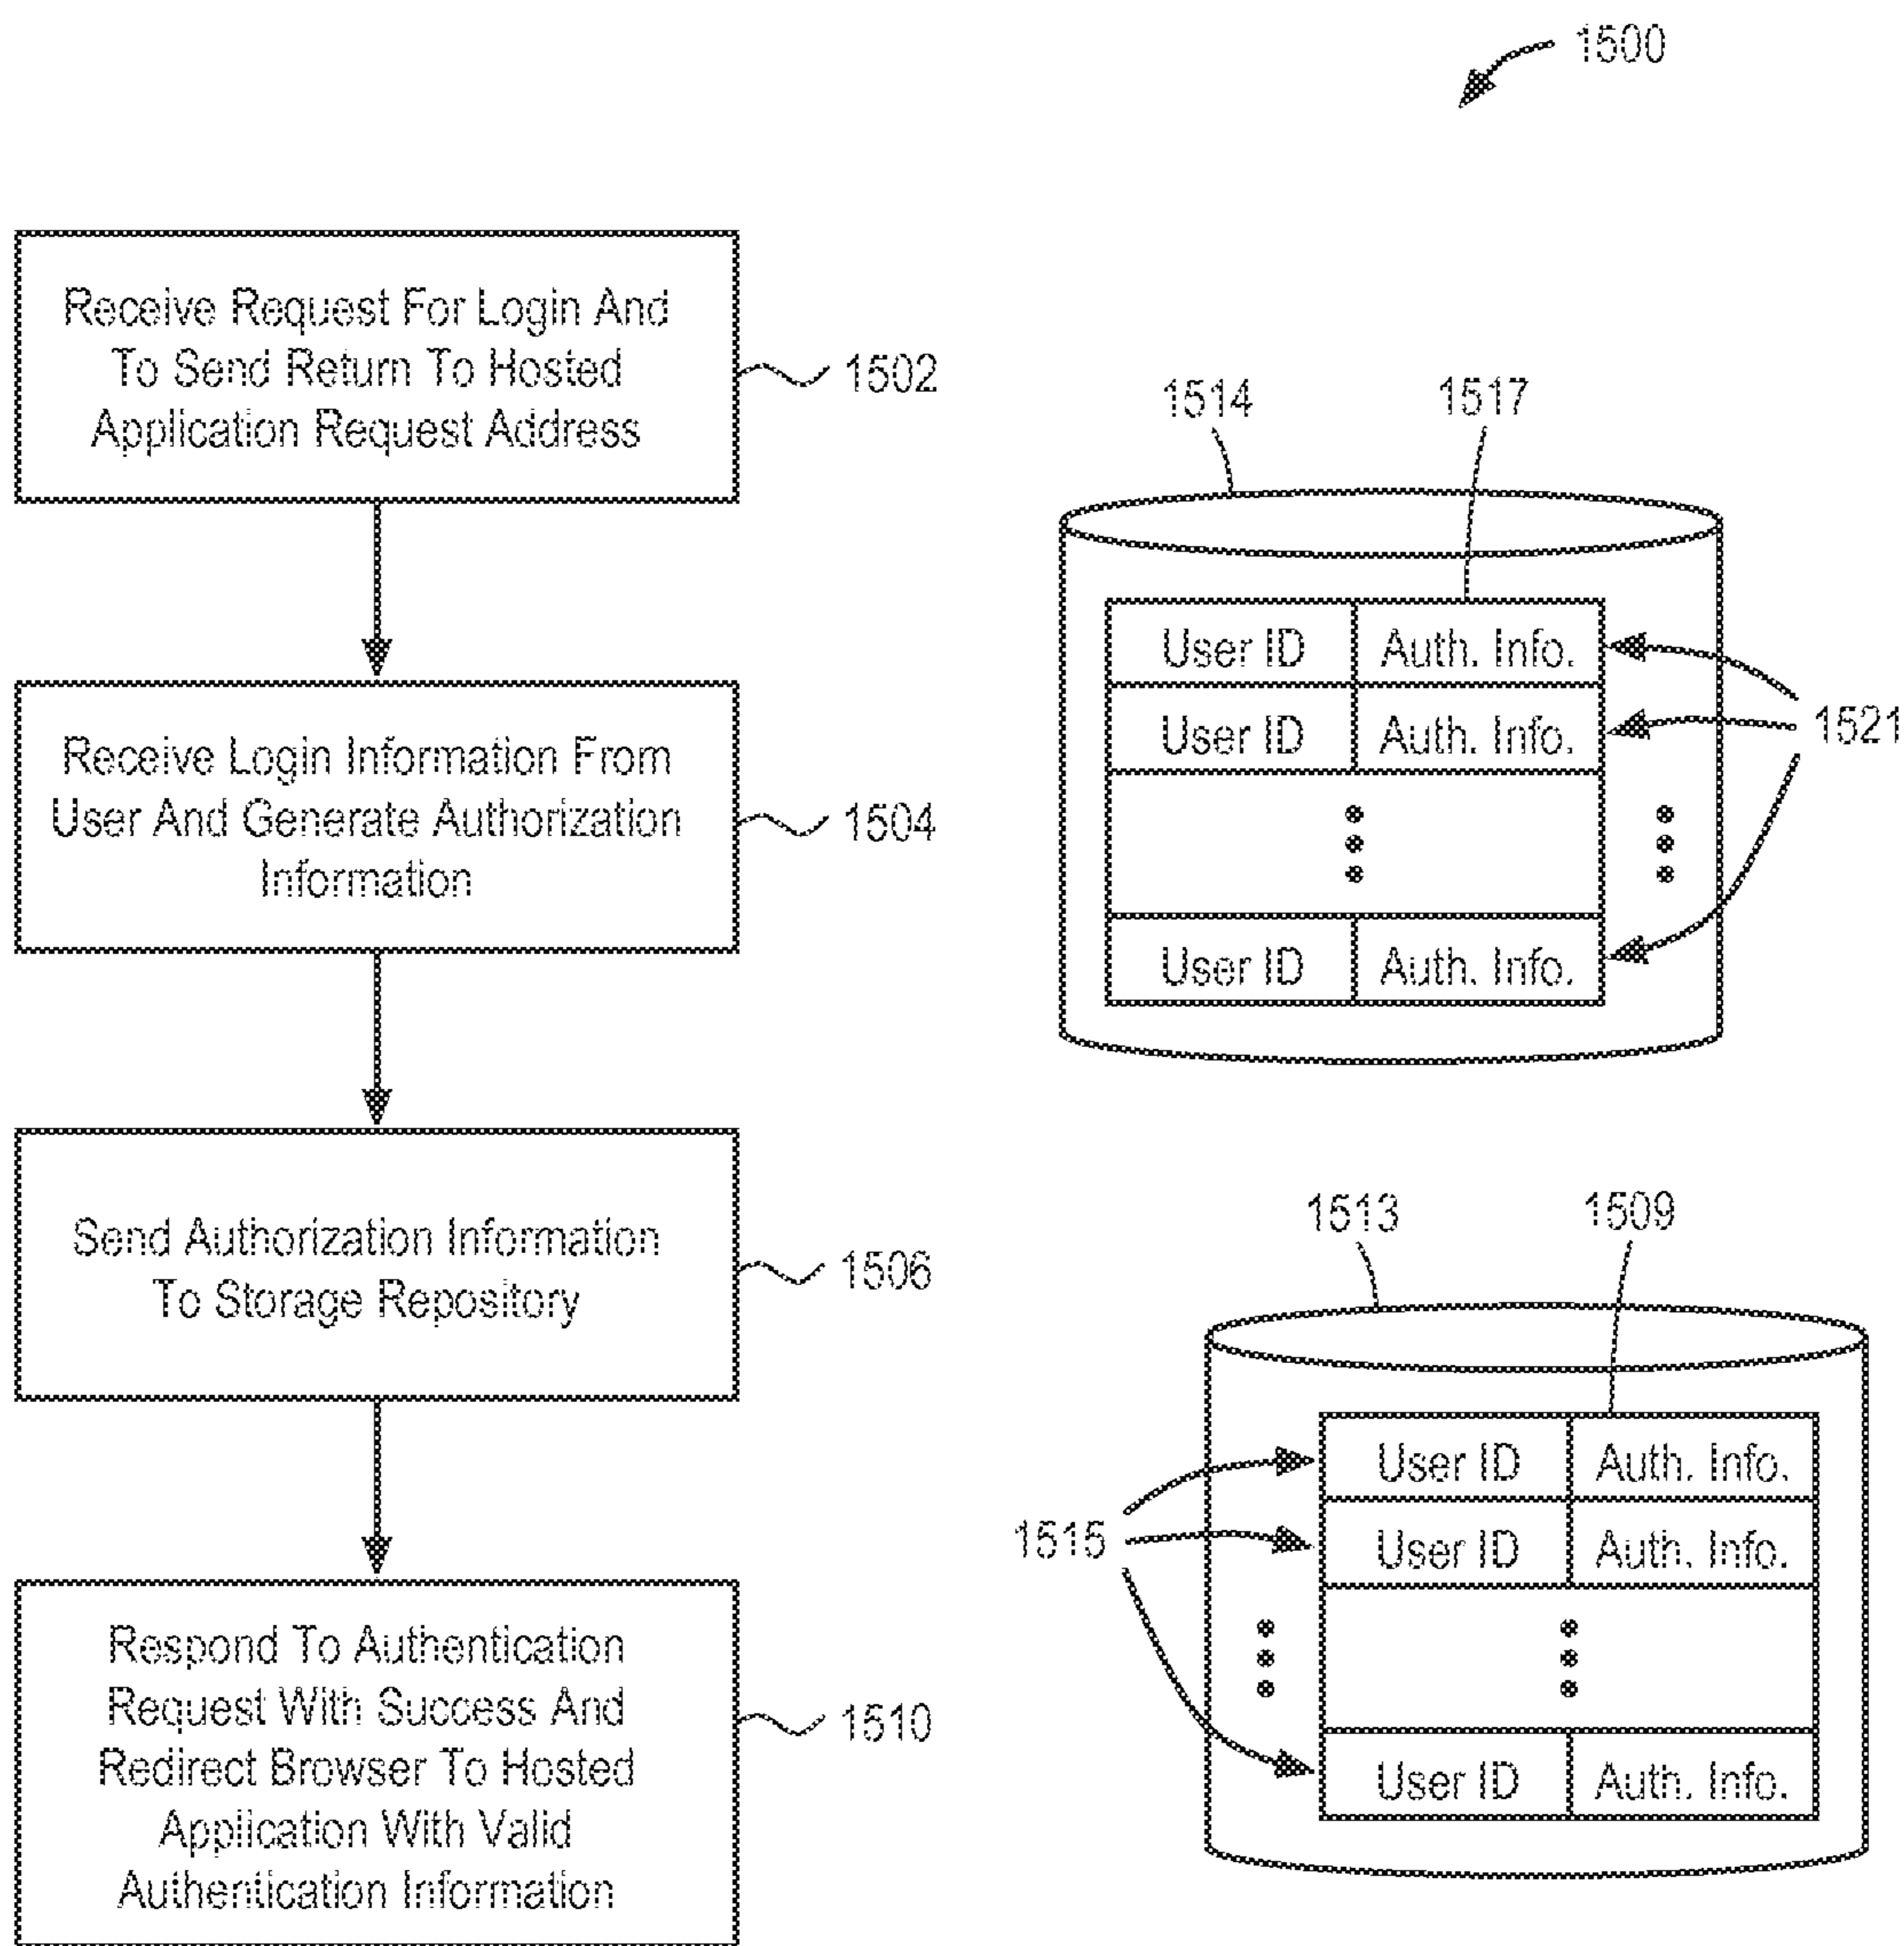 1500
Receive Request For Login And
To Send Return To Hosted
Application Request Address
1502
Receive Login Information From
User And Generate Authorization
Information
1504
Send Authorization Information
To Storage Repository
1506
Respond To Authentication
Request With Success And
Redirect Browser To Hosted
Application With Valid
Authentication Information
1510
1514
1517
User ID Auth. Info.
User ID Auth. Info.
User ID Auth. Info.
1521
1513
1509
User ID Auth. Info.
User ID Auth. Info.
User ID Auth. Info.
1515